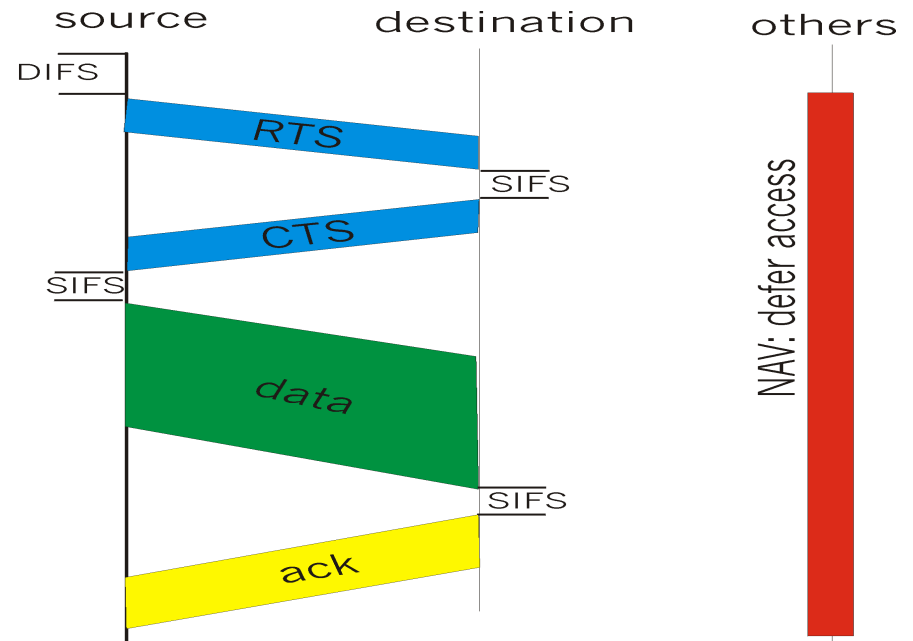 source
destination
others
DIFS
RTS
SIFS
CTS
SIFS
data
SIFS
ack
NAV: defer access